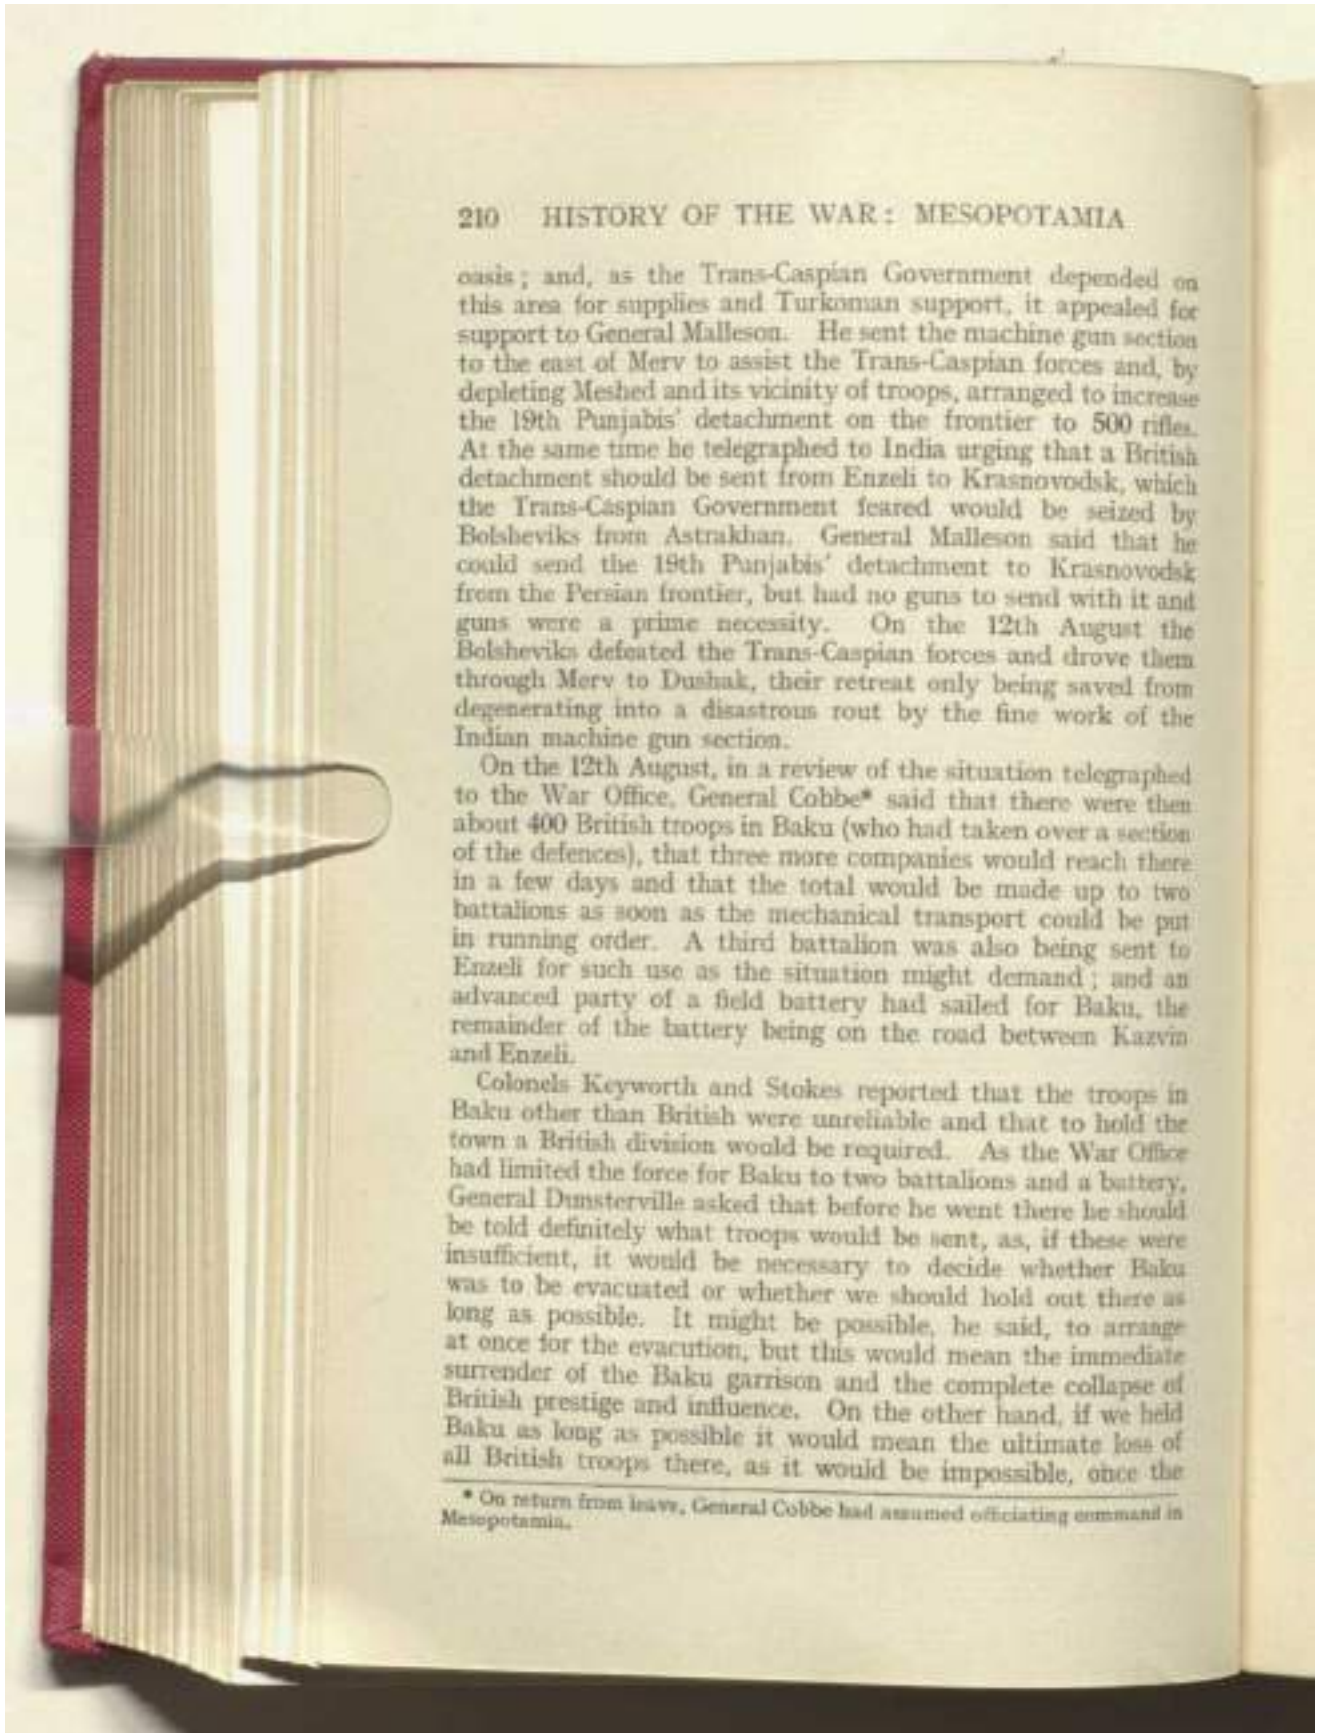 210 HISTORY OF THE WAR: MESOPOTAMIA
oasis; and, as the Trans-Caspian Government depended on
this area for supplies and Turkoman support, it appealed for
support to General Malleson. He sent the machine gun section
to the east of Merv to assist the Trans-Caspian forces and, by
depleting Meshed and its vicinity of troops, arranged to increase
the 19th Punjabis' detachment on the frontier to 500 rifles.
At the same time he telegraphed to India urging that a British
detachment should be sent from Enzeli to Krasnovodsk, which
the Trans-Caspian Government feared would be seized by
Bolsheviks from Astrakhan. General Malleson said that he
could send the 19th Punjabis' detachment to Krasnovodsk
from the Persian frontier, but had no guns to send with it and
guns were a prime necessity. On the 12th August the
Bolsheviks defeated the Trans-Caspian forces and drove them
through Merv to Dushak, their retreat only being saved from
degenerating into a disastrous rout by the fine work of the
Indian machine gun section.
On the 12th August, in a review of the situation telegraphed
to the War Office, General Cobbe* said that there were then
about 400 British troops in Baku (who had taken over a section
of the defences), that three more companies would reach there
in a few days and that the total would be made up to two
battalions as soon as the mechanical transport could be put
in running order. A third battalion was also being sent to
Enzeli for such use as the situation might demand; and an
advanced party of a field battery had sailed for Baku, the
remainder of the battery being on the road between Kazvin
and Enzeli.
Colonels Keyworth and Stokes reported that the troops in
Baku other than British were unreliable and that to hold the
town a British division would be required. As the War Office
had limited the force for Baku to two battalions and a battery,
General Dunsterville asked that before he went there he should
be told definitely what troops would be sent, as, if these were
insufficient, it would be necessary to decide whether Baku
was to be evacuated or whether we should hold out there as
long as possible. It might be possible, he said, to arrange
at once for the evacution, but this would mean the immediate
surrender of the Baku garrison and the complete collapse of
British prestige and influence. On the other hand, if we held
Baku as long as possible it would mean the ultimate loss of
all British troops there, as it would be impossible, once the
* On return from leave, General Cobbe had assumed officiating command in
Mesopotamia.